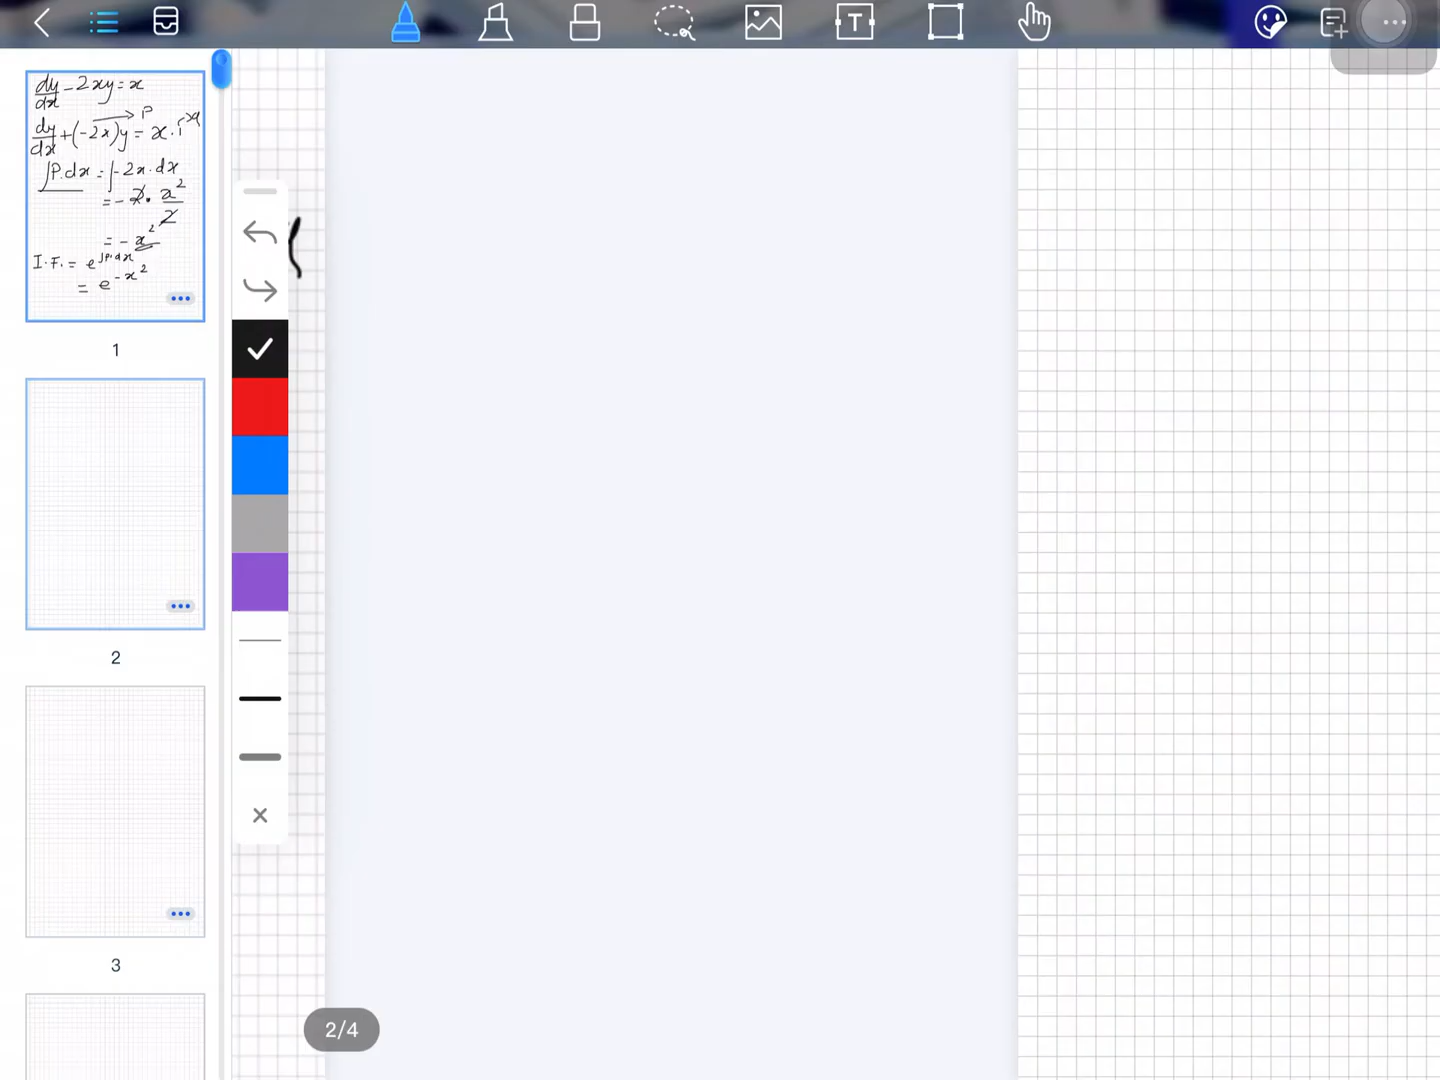 dy/dx - 2xy = x
P
dy/dx + (-2x)y = x ·
∫P.dx = ∫-2x.dx
= - 2 · x²/2
= - x²
I.F. = e^∫P.dx
= e^-x²
1
2
3
2/4
T